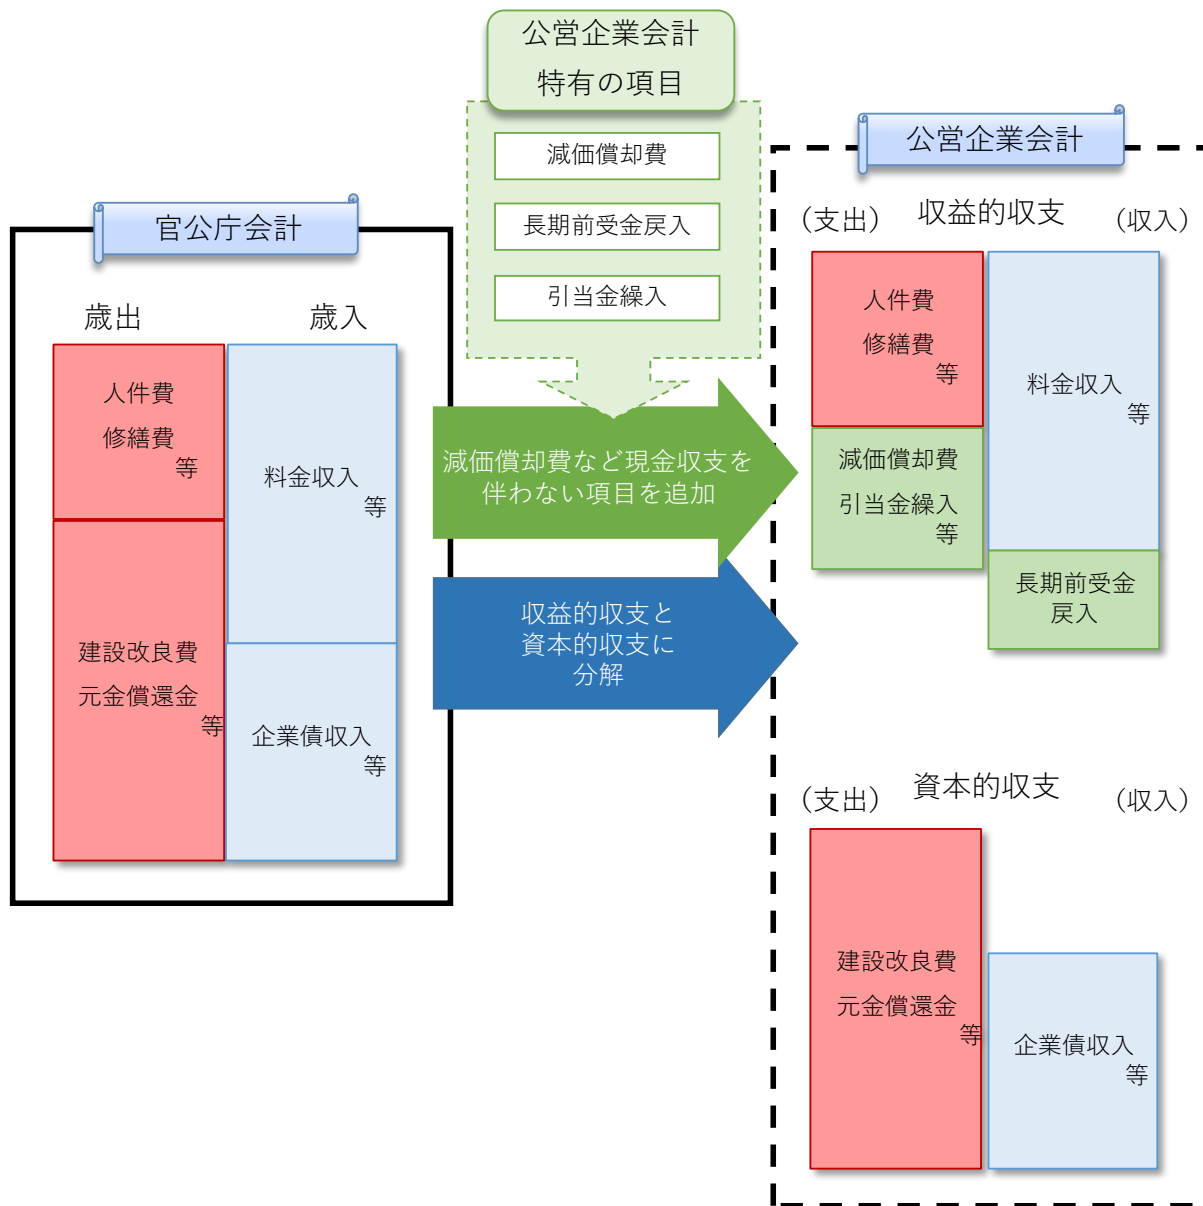 公営企業会計
特有の項目
減価償却費
長期前受金戻入
引当金繰入
官公庁会計
歳出
歳入
人件費
修繕費
等
建設改良費
元金償還金
等
料金収入
等
企業債収入
等
減価償却費など現金収支を
伴わない項目を追加
収益的収支と
資本的収支に
分解
公営企業会計
（支出）
収益的収支
（収入）
人件費
修繕費
等
減価償却費
引当金繰入
等
料金収入
等
長期前受金
戻入
（支出）
資本的収支
（収入）
建設改良費
元金償還金
等
企業債収入
等